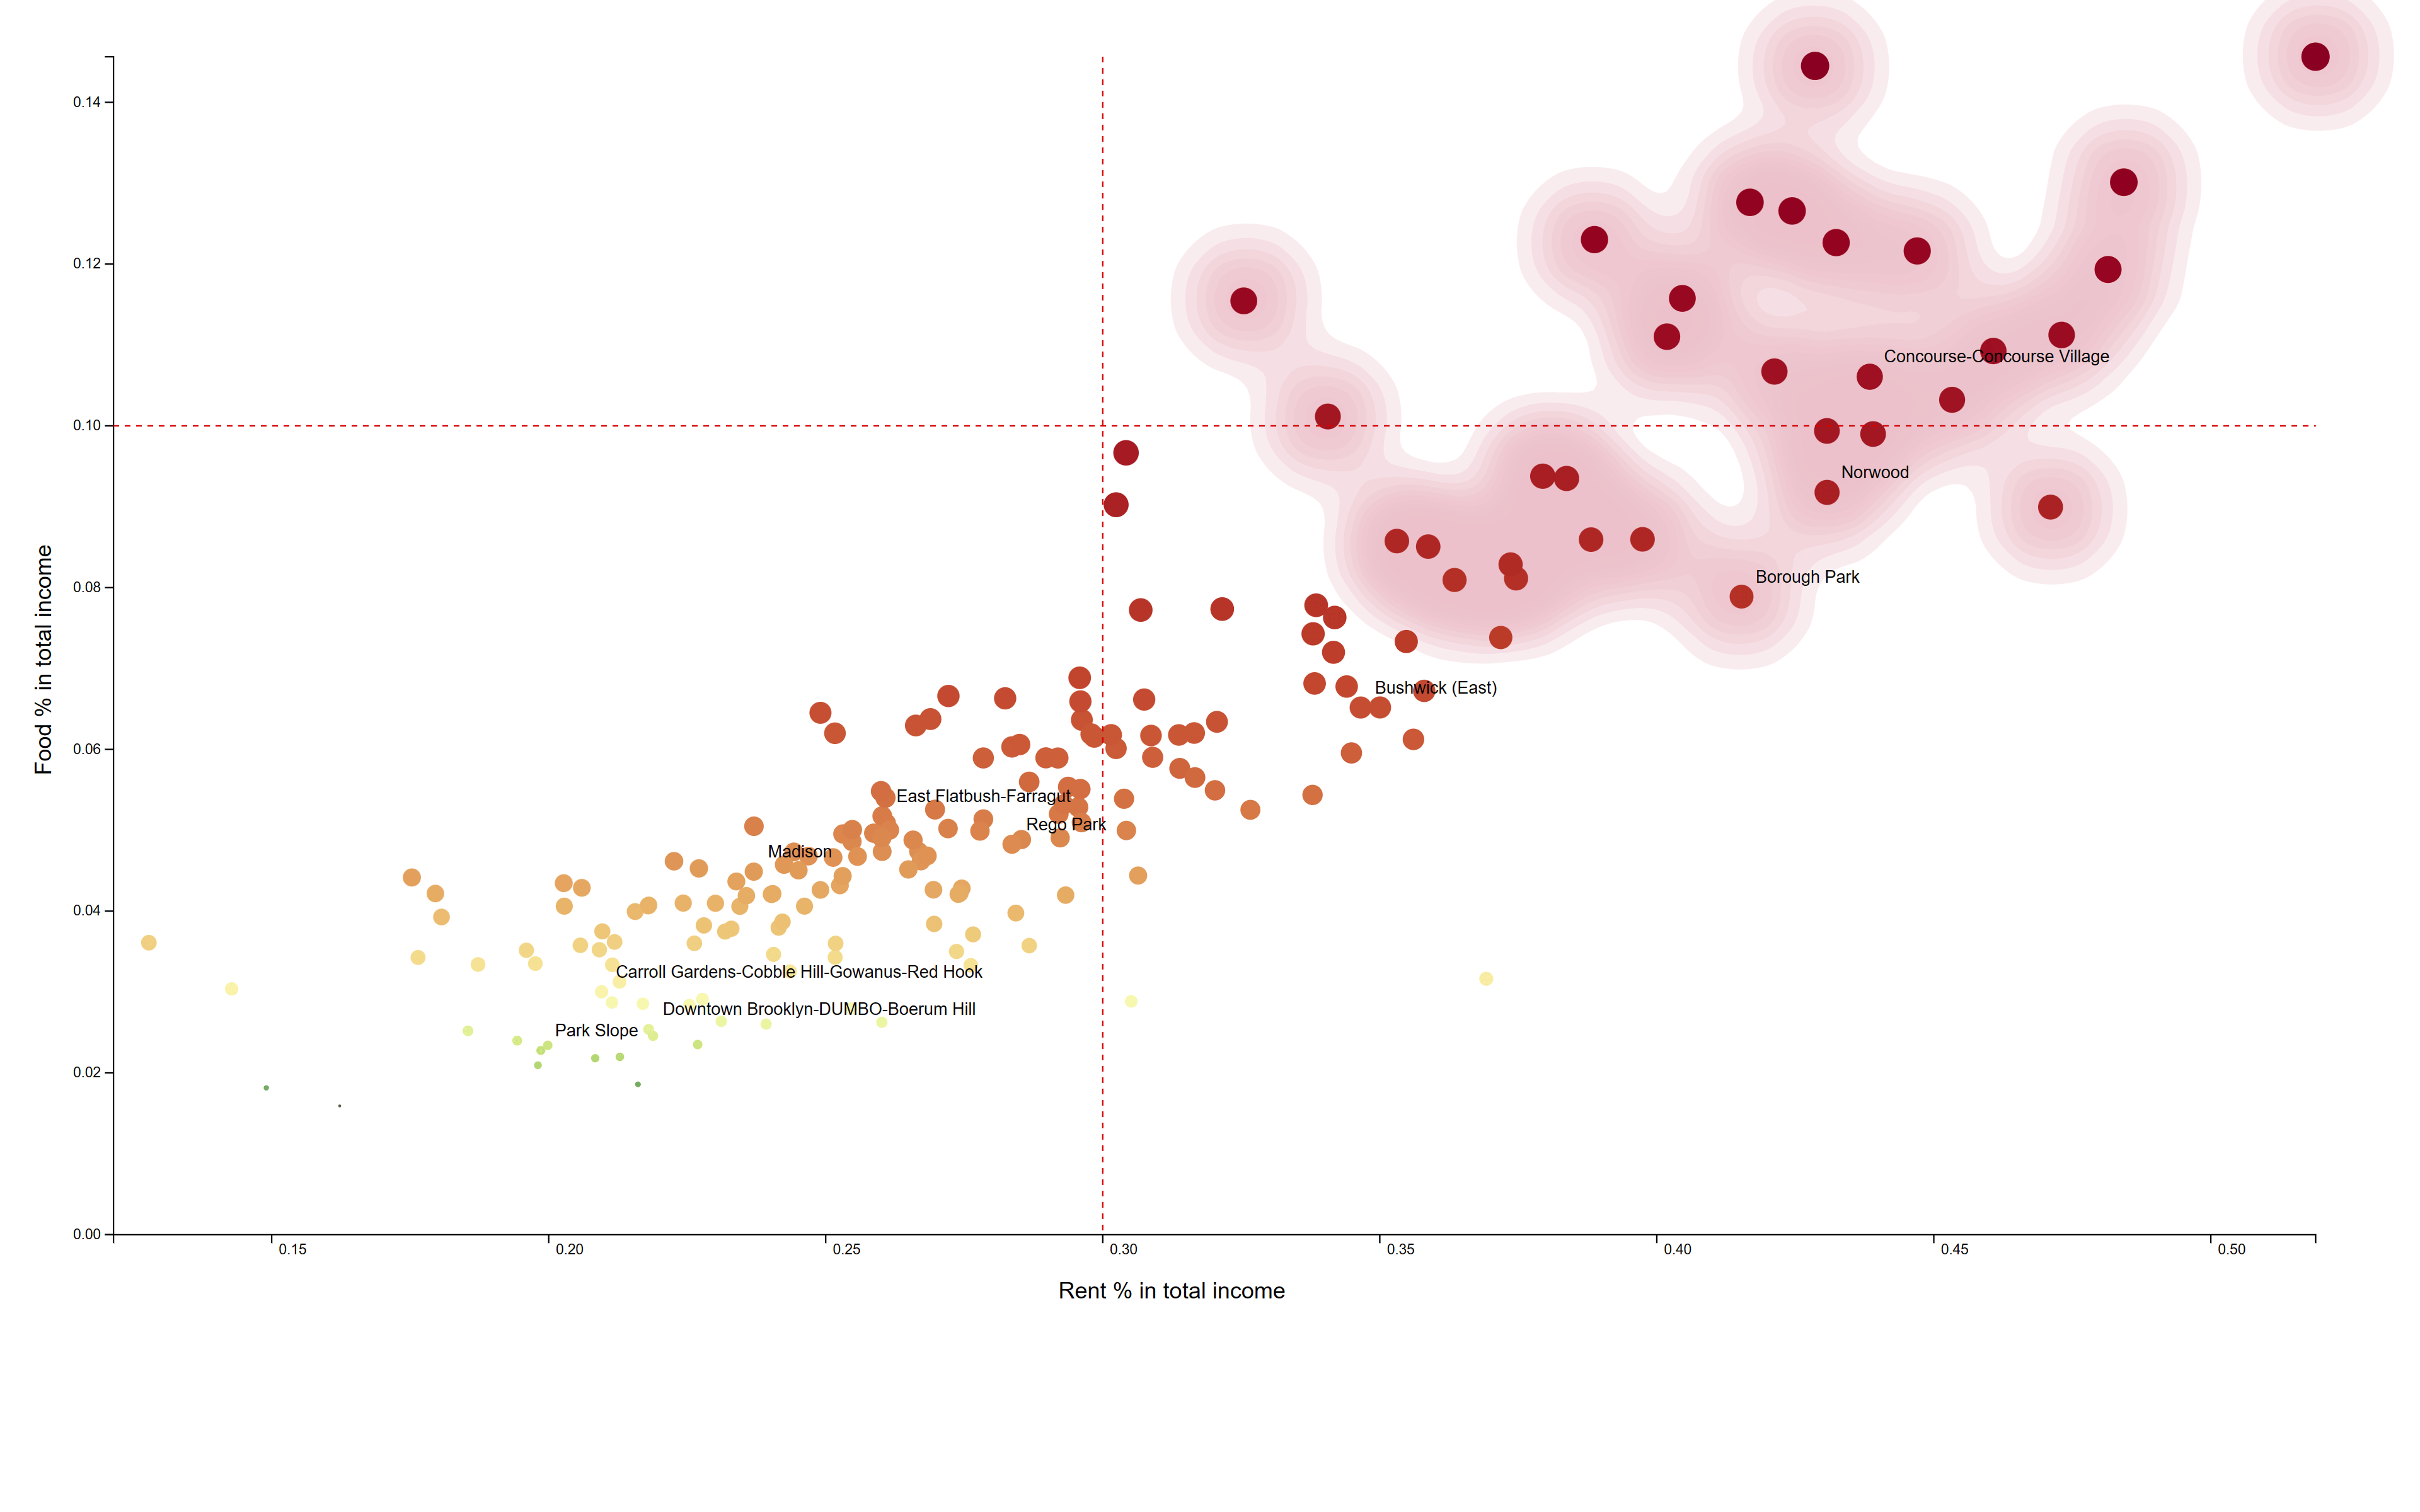 0.14
0.12
Concourse-Concourse Village
0.10
Norwood
Borough Park
0.08
Food % in total income
Bushwick (East)
0.06
East Flatbush-Farragut
Rego Park
Madison
0.04
Carroll Gardens-Cobble Hill-Gowanus-Red Hook
Downtown Brooklyn-DUMBO-Boerum Hill
Park Slope
0.02
0.00
0.15 0.20 0.25 0.30 0.35 0.40 0.45 0.50
Rent % in total income